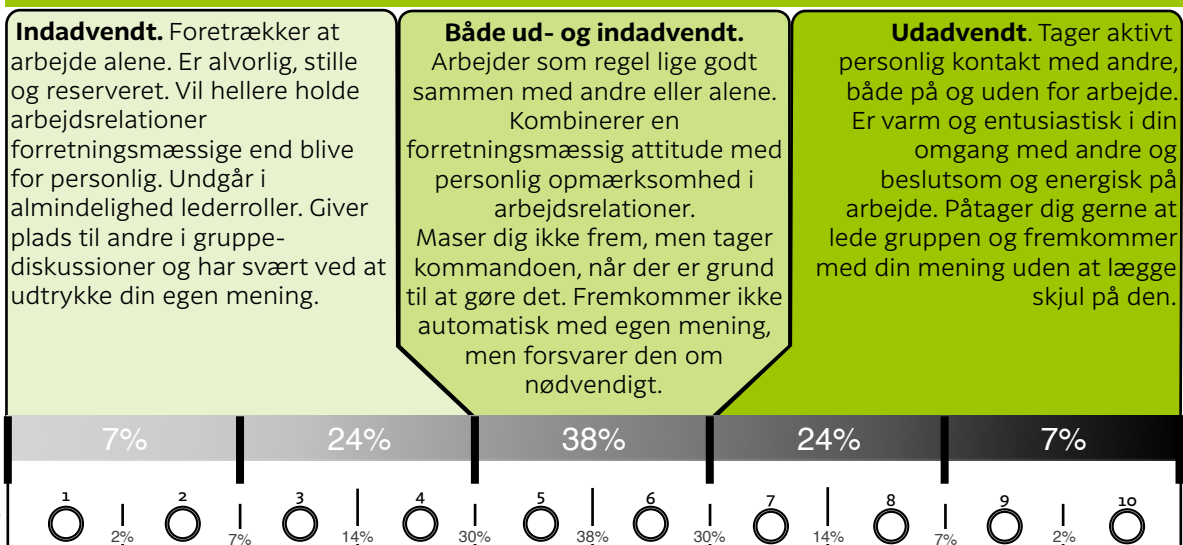 Indadvendt. Foretrækker at
arbejde alene. Er alvorlig, stille
og reserveret. Vil hellere holde
arbejdsrelationer
forretningsmæssige end blive
for personlig. Undgår i
almindelighed lederroller. Giver
plads til andre i gruppe-
diskussioner og har svært ved at
udtrykke din egen mening.
Både ud- og indadvendt.
Arbejder som regel lige godt
sammen med andre eller alene.
Kombinerer en
forretningsmæssig attitude med
personlig opmærksomhed i
arbejdsrelationer.
Maser dig ikke frem, men tager
kommandoen, når der er grund
til at gøre det. Fremkommer ikke
automatisk med egen mening,
men forsvarer den om
nødvendigt.
Udadvendt. Tager aktivt
personlig kontakt med andre,
både på og uden for arbejde.
Er varm og entusiastisk i din
omgang med andre og
beslutsom og energisk på
arbejde. Påtager dig gerne at
lede gruppen og fremkommer
med din mening uden at lægge
skjul på den.
7% 24% 38% 24% 7%
1 2 3 4 5 6 7 8 9 10
2% 7% 14% 30% 38% 30% 14% 7% 2%